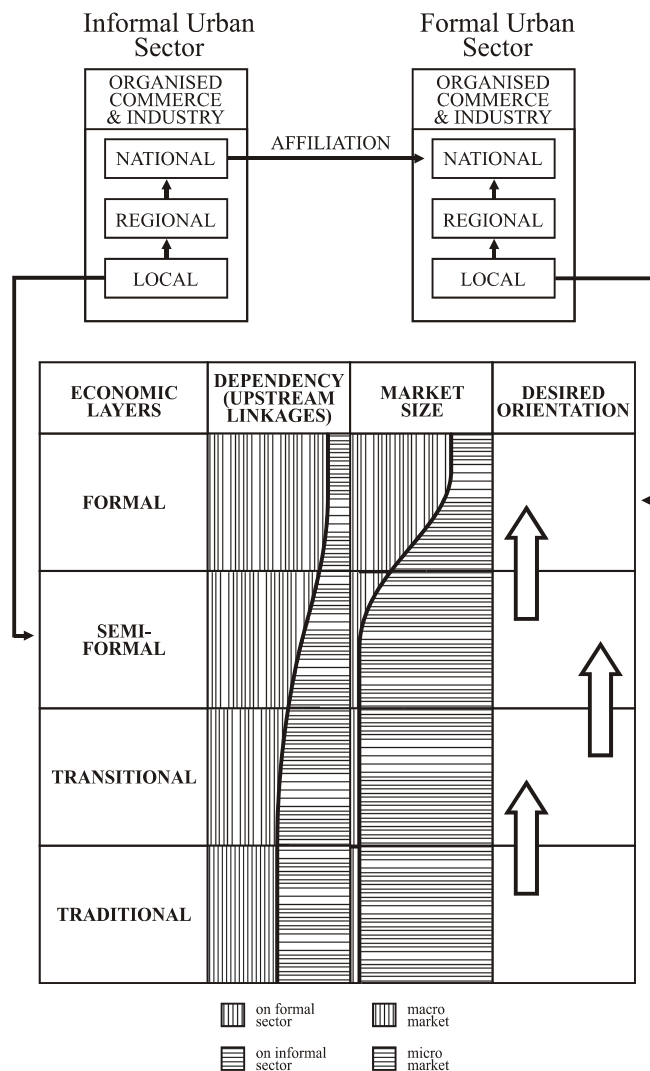 Informal Urban
Sector
Formal Urban
Sector
ORGANISED
COMMERCE
& INDUSTRY
ORGANISED
COMMERCE
& INDUSTRY
NATIONAL
AFFILIATION
NATIONAL
REGIONAL
REGIONAL
LOCAL
LOCAL
ECONOMIC
LAYERS
DEPENDENCY
(UPSTREAM
LINKAGES)
MARKET
SIZE
DESIRED
ORIENTATION
FORMAL
SEMI-
FORMAL
TRANSITIONAL
TRADITIONAL
on formal
sector
macro
market
on informal
sector
micro
market